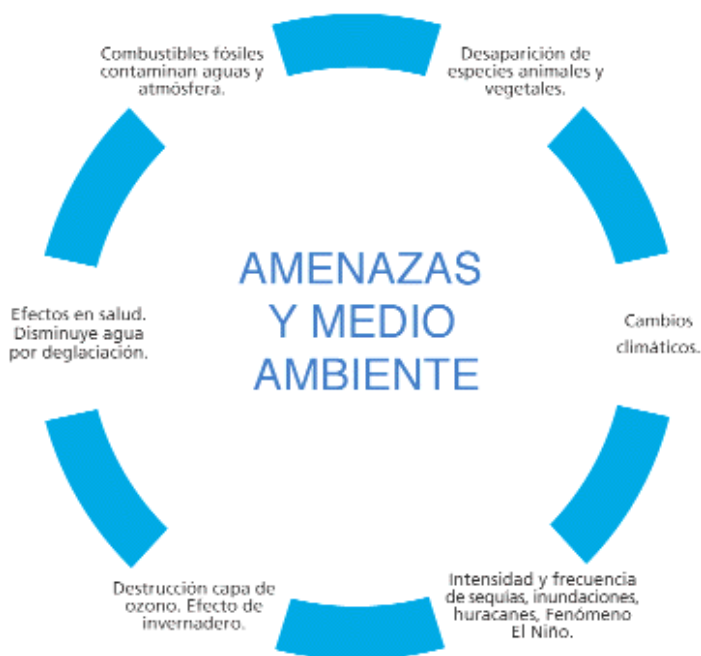 Combustibles fósiles
contaminan aguas y
atmósfera.
Desaparición de
especies animales y
vegetales.
AMENAZAS
Y MEDIO
AMBIENTE
Efectos en salud.
Disminuye agua
por deglaciación.
Cambios
climáticos.
Destrucción capa de
ozono. Efecto de
invernadero.
Intensidad y frecuencia
de sequías, inundaciones,
huracanes, Fenómeno
El Niño.